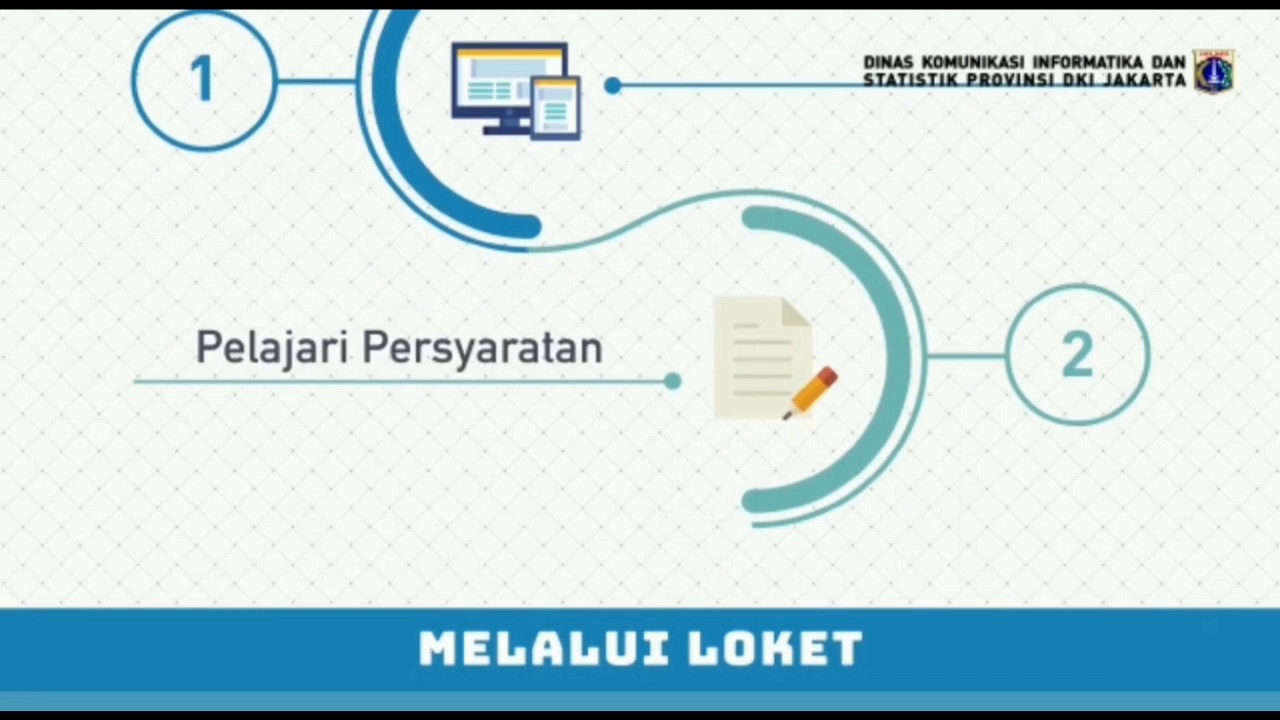 1
DINAS KOMUNIKASI INFORMATIKA DAN
STATISTIK PROVINSI DKI JAKARTA
Pelajari Persyaratan
2
MELALUI LOKET